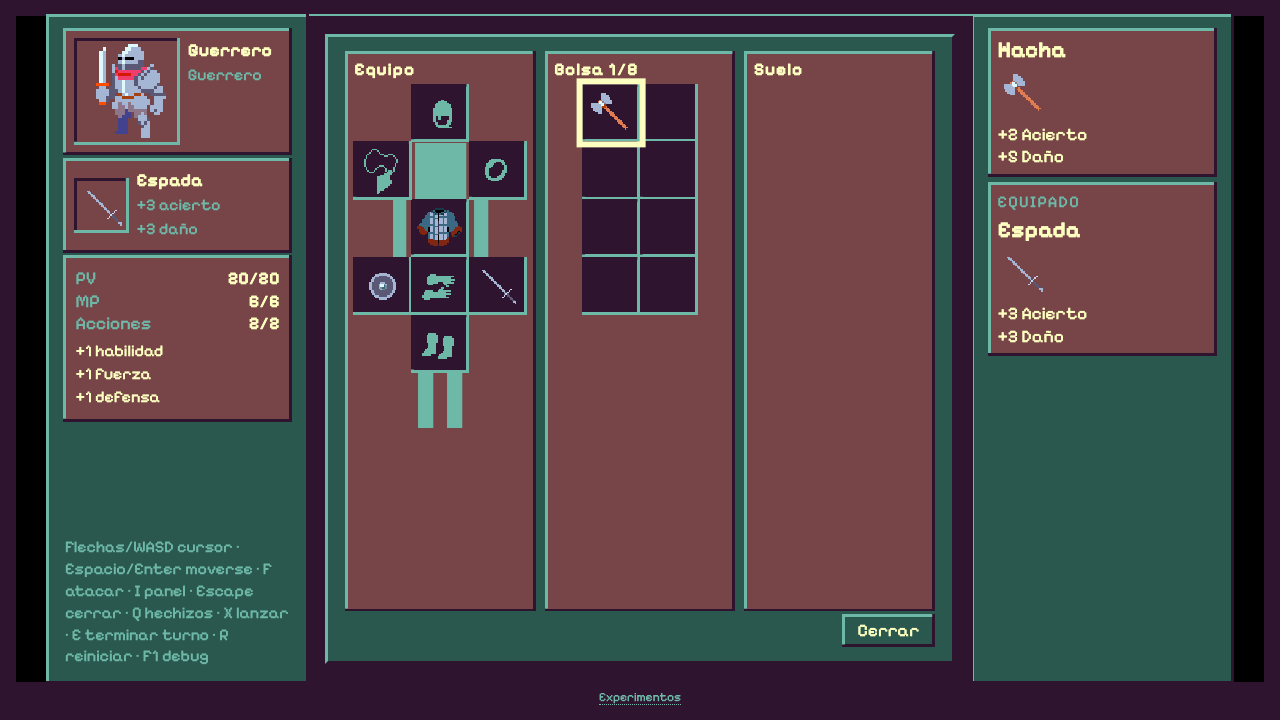 Guerrero
Guerrero
Espada
+3 acierto
+3 daño
PV 80/80
MP 6/6
Acciones 2/2
+1 habilidad
+1 fuerza
+1 defensa
Flechas/WASD cursor ·
Espacio/Enter moverse · F
atacar · I panel · Escape
cerrar · Q hechizos · X lanzar
· E terminar turno · R
reiniciar · F1 debug
Equipo
Bolsa 1/8
Suelo
Cerrar
Hacha
+2 Acierto
+5 Daño
EQUIPADO
Espada
+3 Acierto
+3 Daño
Experimentos